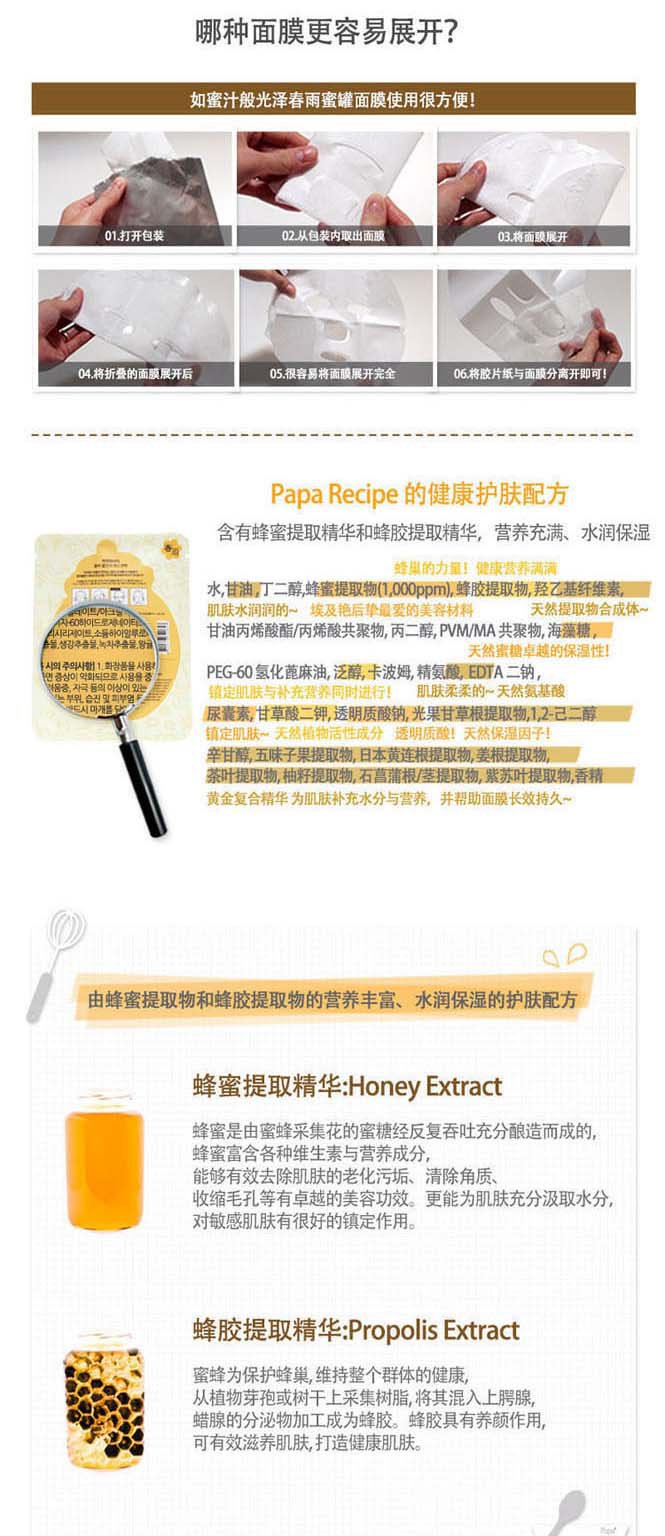 哪种面膜更容易展开？
如蜜汁般光泽春雨蜜罐面膜使用很方便！
01.打开包装
02.从包装内取出面膜
03.将面膜展开
04.将折叠的面膜展开后
05.很容易将面膜展开完全
06.将胶片纸与面膜分离开即可！
Papa Recipe 的健康护肤配方
含有蜂蜜提取精华和蜂胶提取精华，营养充满、水润保湿
蜂巢的力量！健康营养满满
水,甘油,丁二醇,蜂蜜提取物(1,000ppm),蜂胶提取物,羟乙基纤维素,
肌肤水润润的~ 埃及艳后挚最爱的美容材料 天然提取物合成体~
甘油丙烯酸酯/丙烯酸共聚物,丙二醇,PVM/MA 共聚物,海藻糖,
天然蜜糖卓越的保湿性！
PEG-60 氢化蓖麻油,泛醇,卡波姆,精氨酸, EDTA 二钠,
镇定肌肤与补充营养同时进行！ 肌肤柔柔的~ 天然氨基酸
尿囊素,甘草酸二钾,透明质酸钠,光果甘草根提取物,1,2-己二醇
镇定肌肤~ 天然植物活性成分 透明质酸！天然保湿因子！
辛甘醇,五味子果提取物,日本黄连根提取物,姜根提取物,
茶叶提取物,柚籽提取物,石菖蒲根/茎提取物,紫苏叶提取物,香精
黄金复合精华 为肌肤补充水分与营养，并帮助面膜长效持久~
春雨
시의 주의사항] 1. 화장품을 사용
由蜂蜜提取物和蜂胶提取物的营养丰富、水润保湿的护肤配方
蜂蜜提取精华:Honey Extract
蜂蜜是由蜜蜂采集花的蜜糖经反复吞吐充分酿造而成的,
蜂蜜富含各种维生素与营养成分,
能够有效去除肌肤的老化污垢、清除角质、
收缩毛孔等有卓越的美容功效。更能为肌肤充分汲取水分,
对敏感肌肤有很好的镇定作用。
蜂胶提取精华:Propolis Extract
蜜蜂为保护蜂巢,维持整个群体的健康,
从植物芽孢或树干上采集树脂,将其混入上腭腺,
蜡腺的分泌物加工成为蜂胶。蜂胶具有养颜作用,
可有效滋养肌肤,打造健康肌肤。
Papa